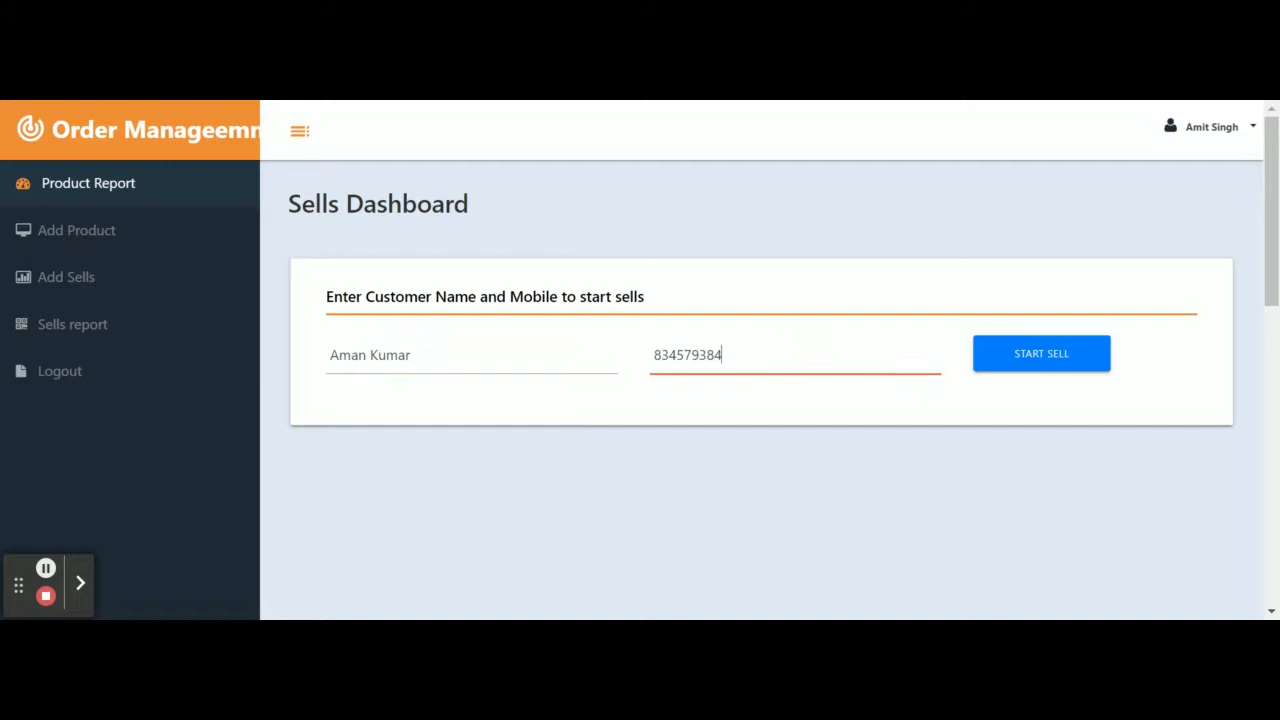 Order Manageemn
Amit Singh
Product Report
Add Product
Add Sells
Sells report
Logout
Sells Dashboard
Enter Customer Name and Mobile to start sells
Aman Kumar
834579384
START SELL